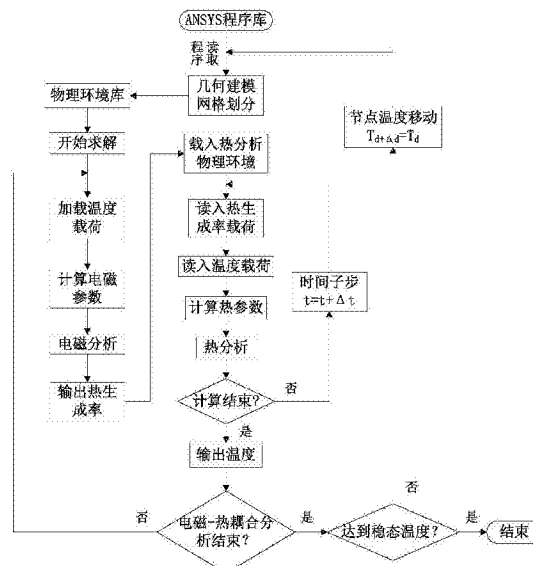 ANSYS程序库
程读
序取
几何建模
网格划分
物理环境库
开始求解
加载温度
载荷
计算电磁
参数
电磁分析
输出热生
成率
载入热分析
物理环境
读入热生
成率载荷
读入温度载荷
计算热参数
热分析
计算结束?
否
是
输出温度
节点温度移动
T_{d+Δd}=T_d
时间子步
t=t+Δt
否
电磁-热耦合分
析结束?
是
否
达到稳态温度?
是
结束